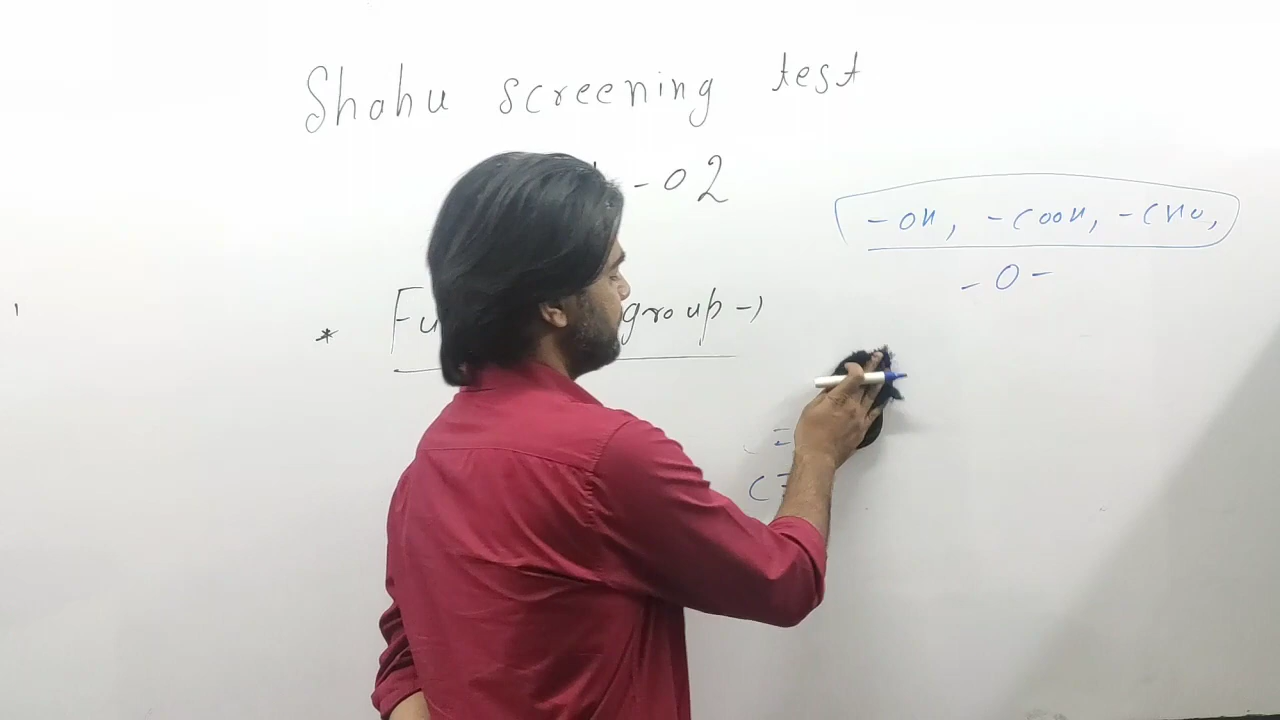 Shahu screening test
-02
-OH, -COOH, -CHO,
-O-
* Fu group -)
C=